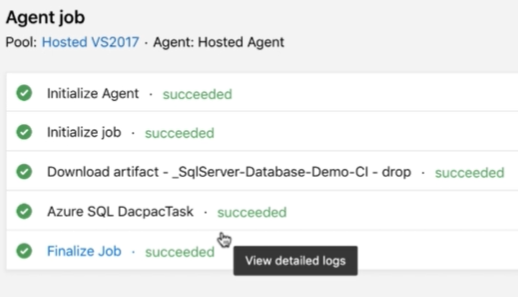 Agent job
Pool: Hosted VS2017 · Agent: Hosted Agent
Initialize Agent · succeeded
Initialize job · succeeded
Download artifact - _SqlServer-Database-Demo-CI - drop · succeeded
Azure SQL DacpacTask · succeeded
Finalize Job · succeeded
View detailed logs